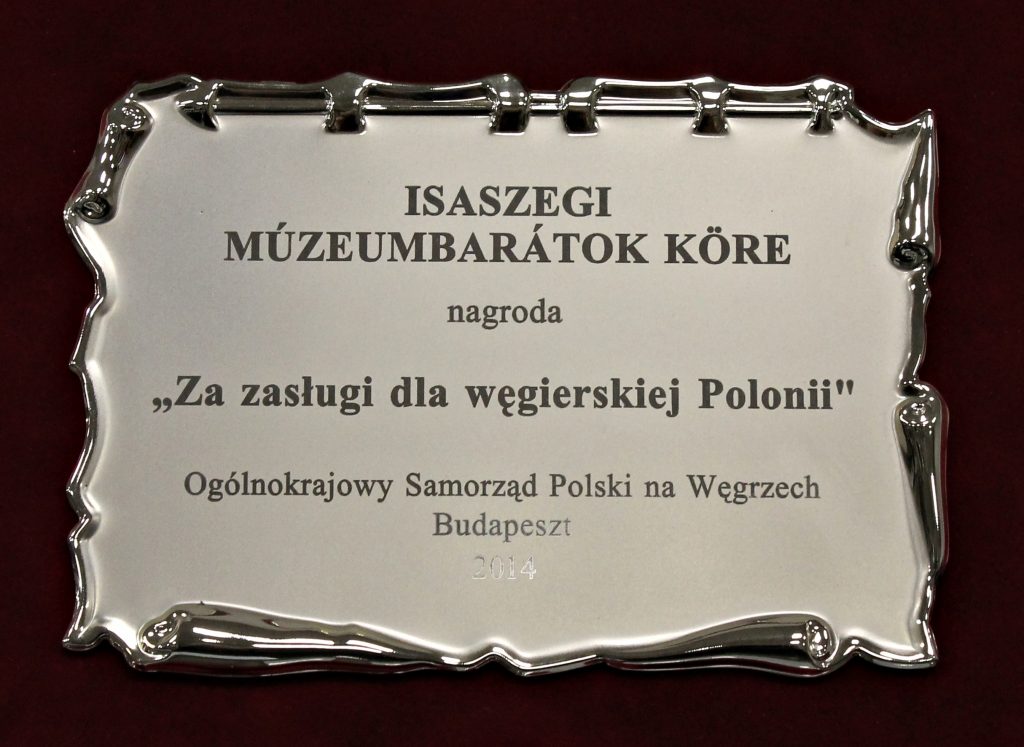 ISASZEGI
MÚZEUMBARÁTOK KÖRE
nagroda
„Za zasługi dla węgierskiej Polonii"
Ogólnokrajowy Samorząd Polski na Węgrzech
Budapeszt
2014